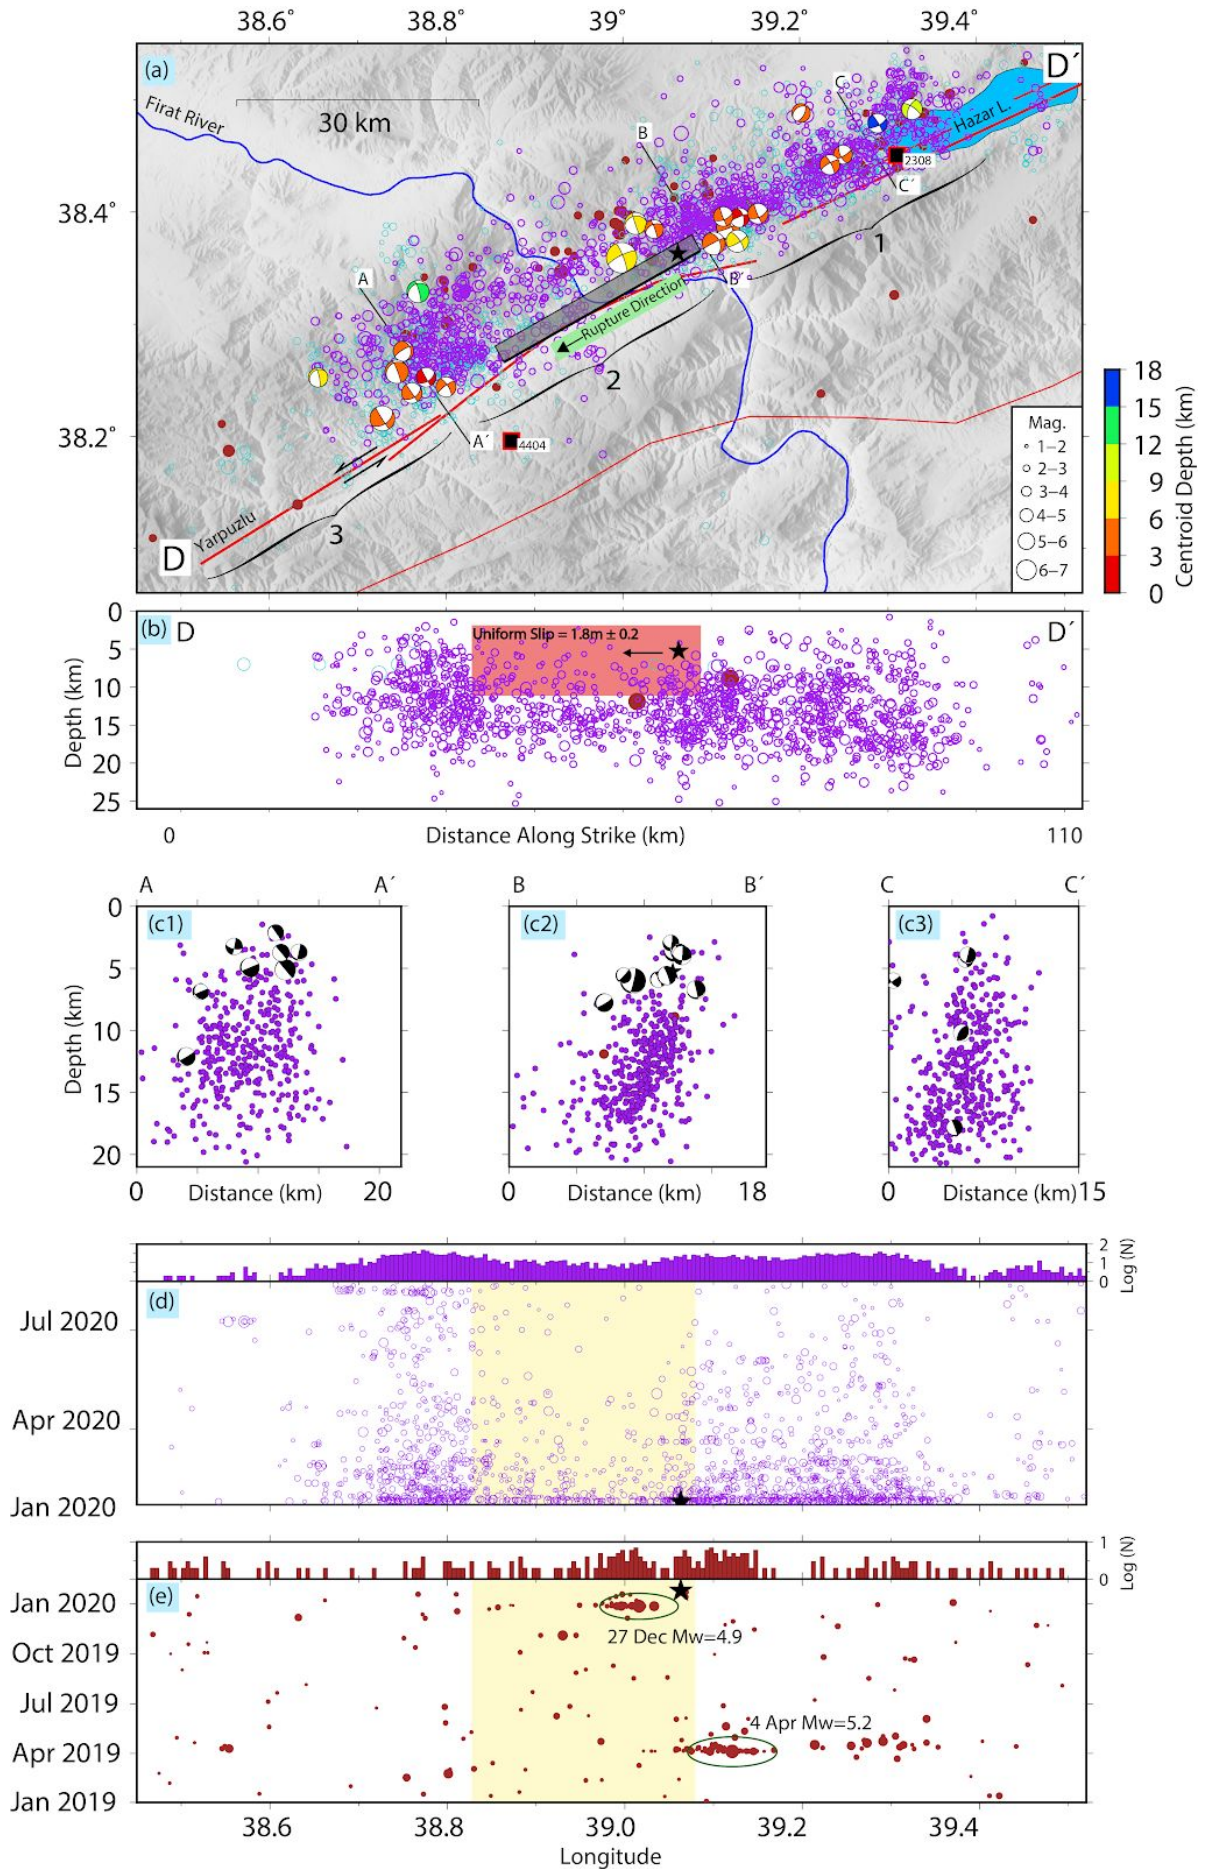 38.6° 38.8° 39° 39.2° 39.4°
(a)
D´
C
Firat River
30 km
Hazar L.
B
2308
C´
38.4°
1
A
B´
Rupture Direction
2
18
15
12
9
6
3
0
Centroid Depth (km)
38.2°
A´
4404
Mag.
1–2
2–3
3–4
4–5
5–6
6–7
Yarpuzlu
3
D
(b) D
D´
Uniform Slip = 1.8m ± 0.2
0
5
10
15
20
25
Depth (km)
0 Distance Along Strike (km) 110
A A´ B B´ C C´
(c1) (c2) (c3)
0
5
10
15
20
Depth (km)
0 Distance (km) 20 0 Distance (km) 18 0 Distance (km) 15
2
1
0
Log (N)
(d)
Jul 2020
Apr 2020
Jan 2020
1
0
Log (N)
(e)
Jan 2020
27 Dec Mw=4.9
Oct 2019
Jul 2019
4 Apr Mw=5.2
Apr 2019
Jan 2019
38.6 38.8 39.0 39.2 39.4
Longitude